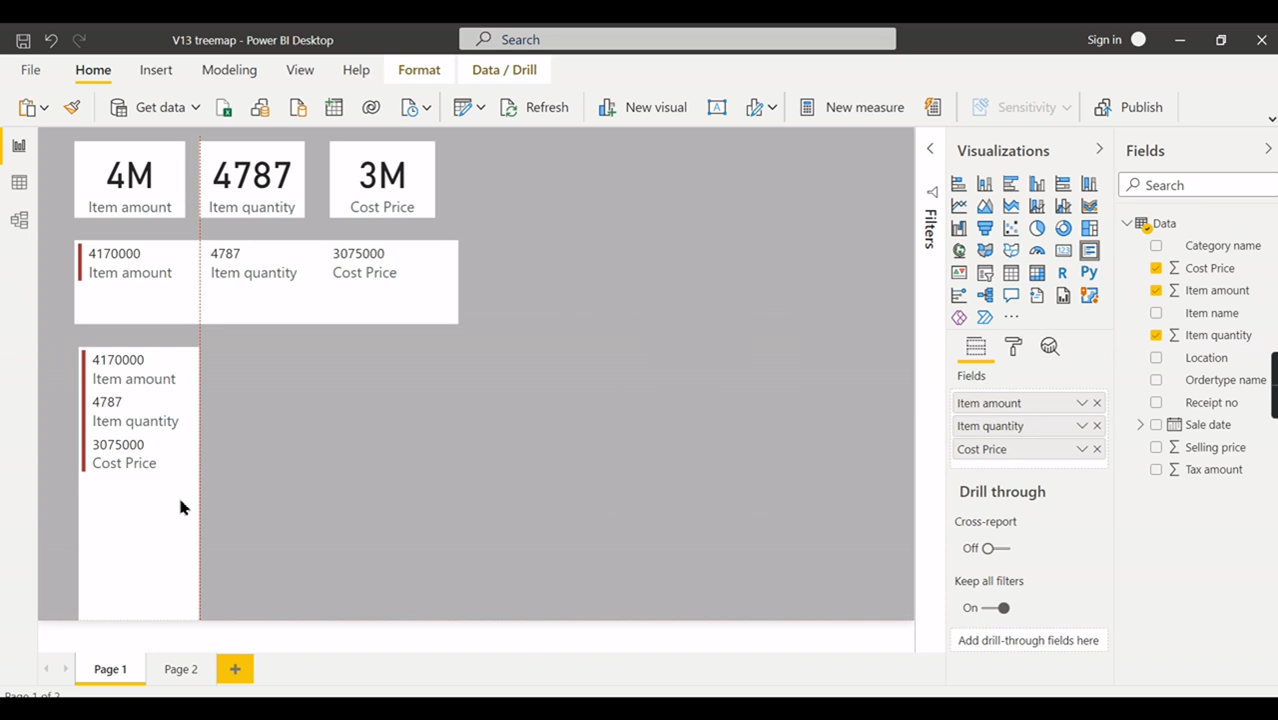 V13 treemap - Power BI Desktop
Search
Sign in
File
Home
Insert
Modeling
View
Help
Format
Data / Drill
Get data
Refresh
New visual
New measure
Sensitivity
Publish
4M
Item amount
4787
Item quantity
3M
Cost Price
4170000
Item amount
4787
Item quantity
3075000
Cost Price
4170000
Item amount
4787
Item quantity
3075000
Cost Price
Filters
Visualizations
R
Py
Fields
Item amount
Item quantity
Cost Price
Drill through
Cross-report
Off
Keep all filters
On
Add drill-through fields here
Fields
Search
Data
Category name
Cost Price
Item amount
Item name
Item quantity
Location
Ordertype name
Receipt no
Sale date
Selling price
Tax amount
Page 1
Page 2
Page 1 of 2